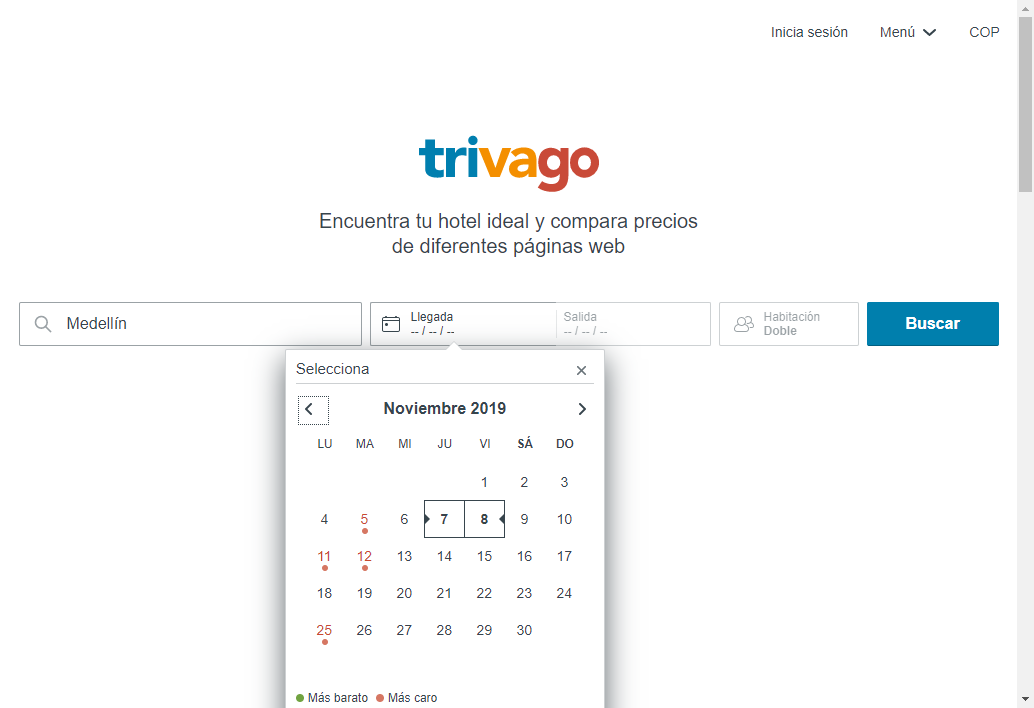 Inicia sesión Menú COP
trivago
Encuentra tu hotel ideal y compara precios
de diferentes páginas web
Medellín
Llegada
-- / -- / --
Salida
-- / -- / --
Habitación
Doble
Buscar
Selecciona
Noviembre 2019
LU MA MI JU VI SÁ DO
1 2 3
4 5 6 7 8 9 10
11 12 13 14 15 16 17
18 19 20 21 22 23 24
25 26 27 28 29 30
Más barato Más caro